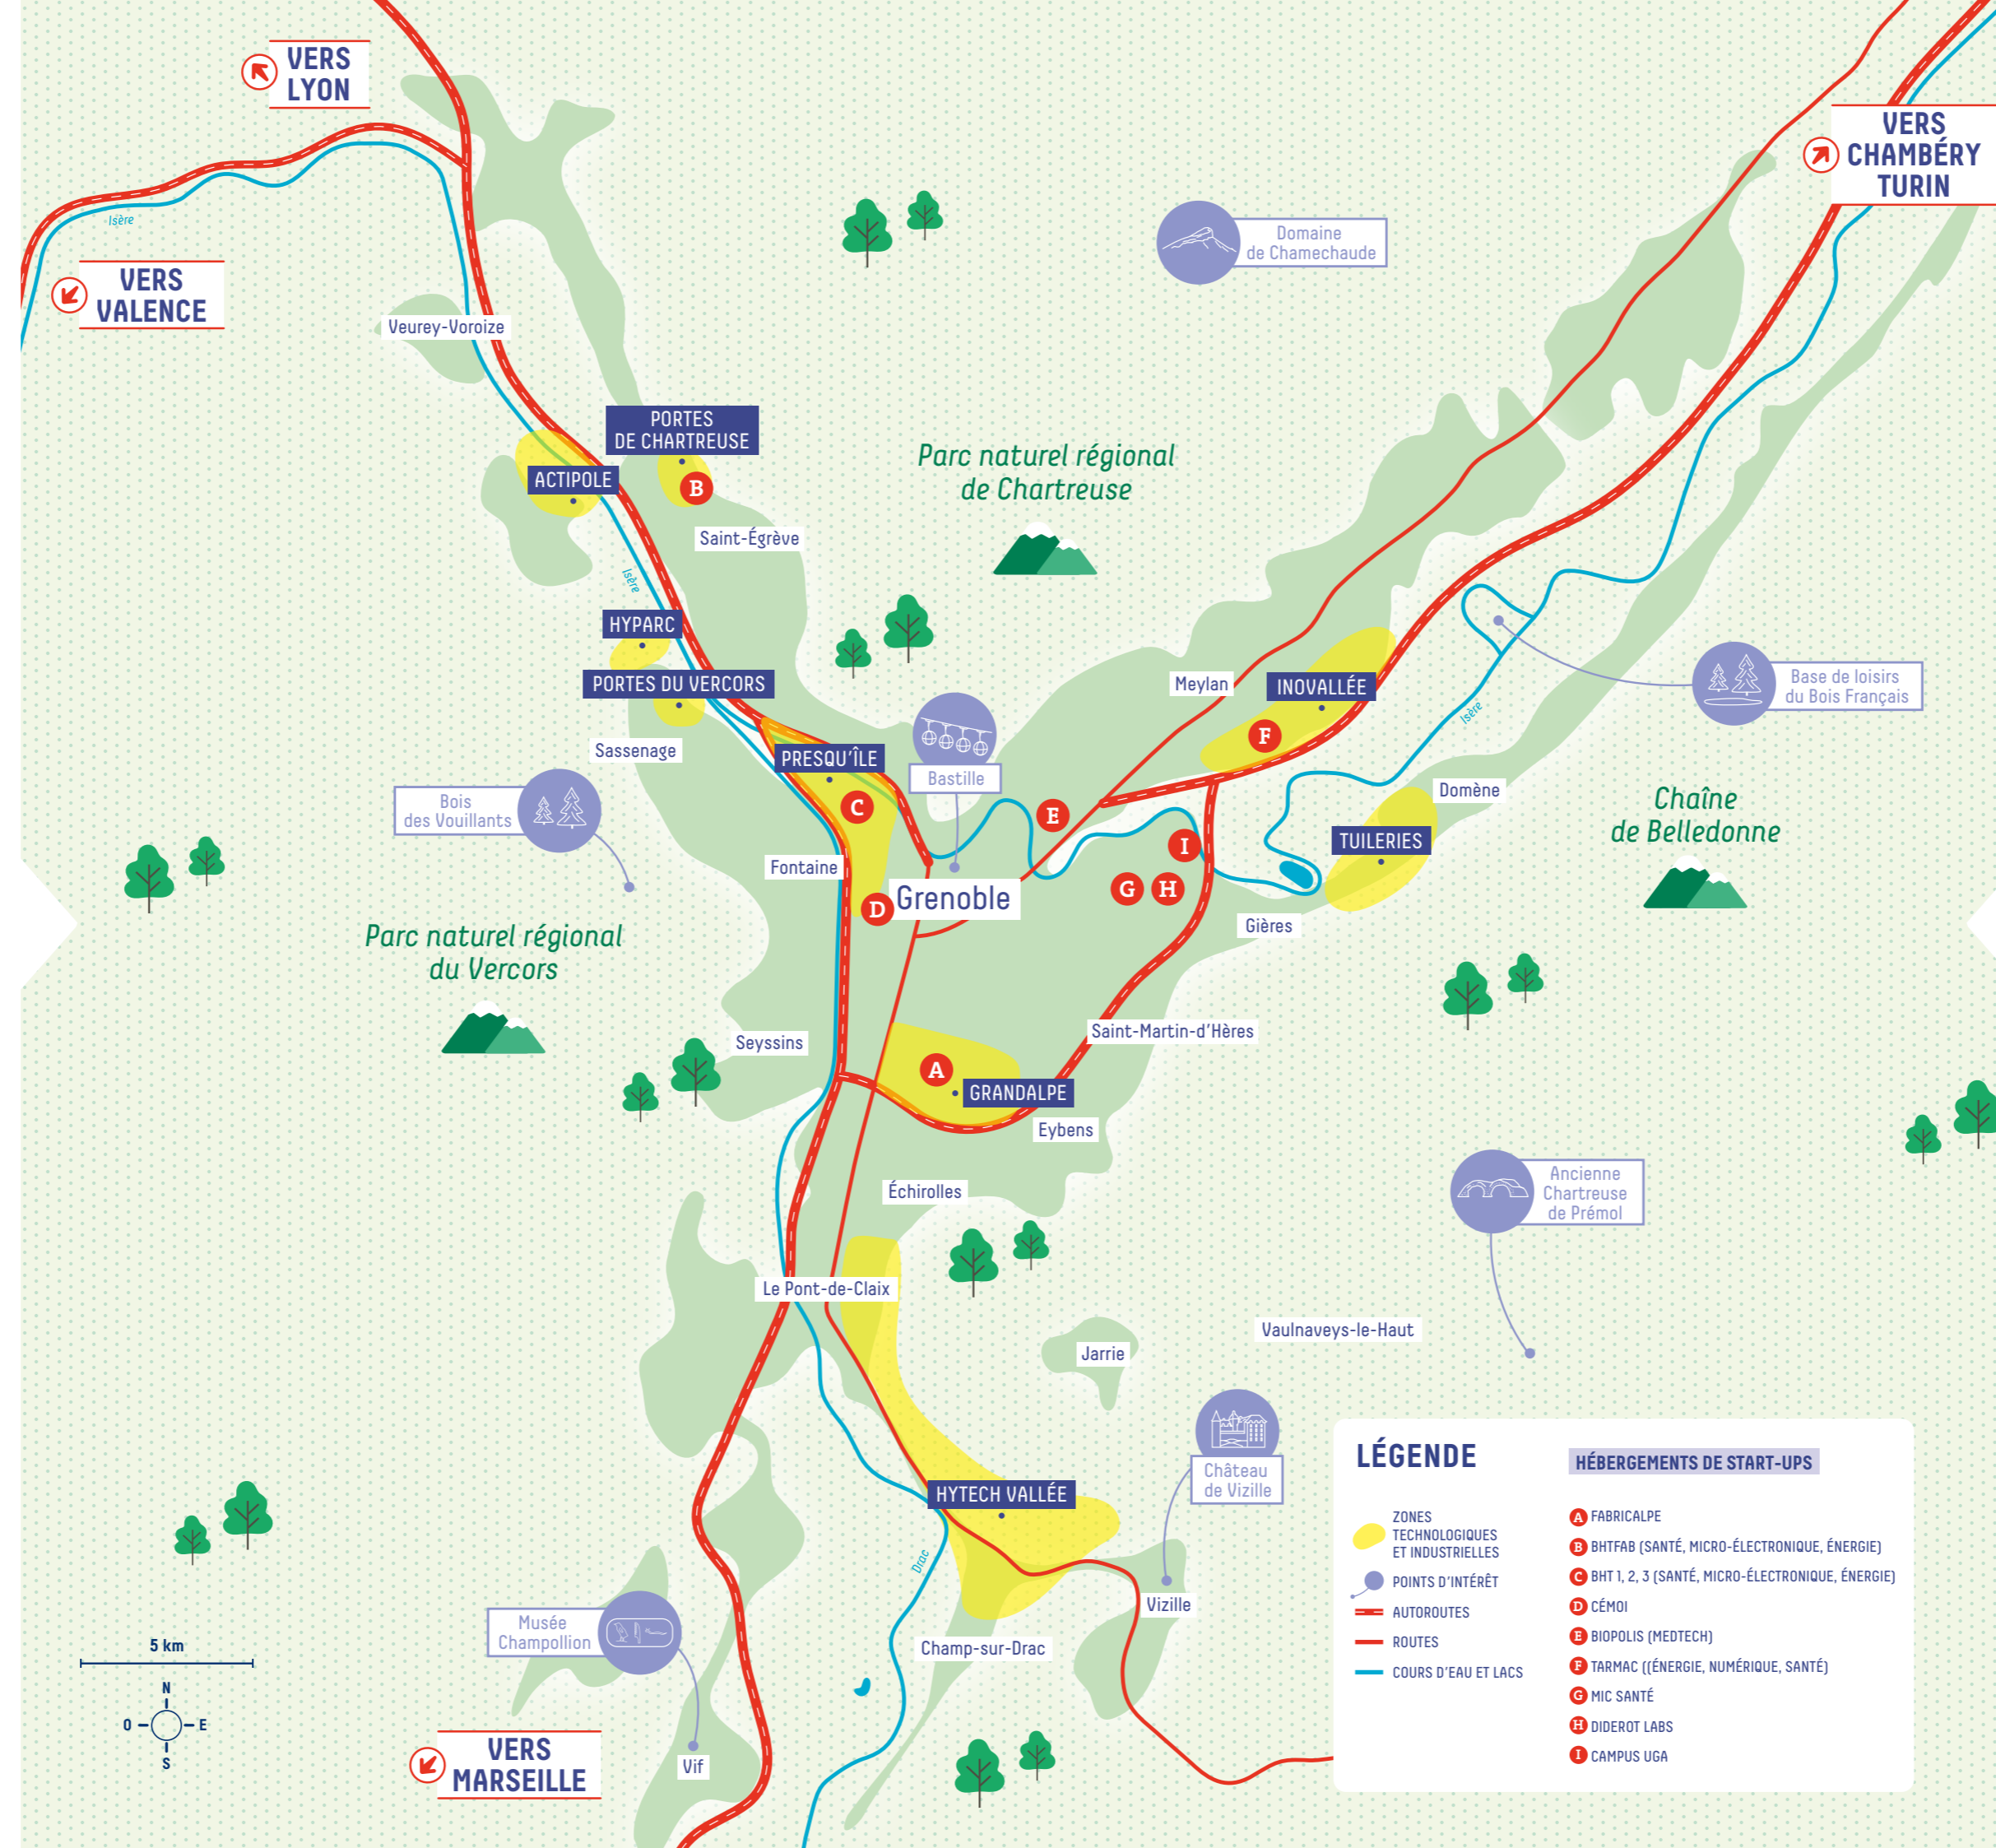 VERS
LYON
VERS
CHAMBÉRY
TURIN
Isère
VERS
VALENCE
Domaine
de Chamechaude
Veurey-Voroize
PORTES
DE CHARTREUSE
ACTIPOLE
B
Parc naturel régional
de Chartreuse
Saint-Égrève
Isère
HYPARC
PORTES DU VERCORS
Meylan
INOVALLÉE
Base de loisirs
du Bois Français
Isère
Sassenage
PRESQU'ÎLE
F
Bastille
Bois
des Vouillants
C
E
Domène
Chaîne
de Belledonne
TUILERIES
I
Fontaine
D
Grenoble
G
H
Gières
Parc naturel régional
du Vercors
Seyssins
Saint-Martin-d'Hères
A
GRANDALPE
Eybens
Échirolles
Ancienne
Chartreuse
de Prémol
Le Pont-de-Claix
Vaulnaveys-le-Haut
Jarrie
Château
de Vizille
HYTECH VALLÉE
Drac
Vizille
Musée
Champollion
Champ-sur-Drac
5 km
N
O
E
S
VERS
MARSEILLE
Vif
LÉGENDE
ZONES
TECHNOLOGIQUES
ET INDUSTRIELLES
POINTS D'INTÉRÊT
AUTOROUTES
ROUTES
COURS D'EAU ET LACS
HÉBERGEMENTS DE START-UPS
A FABRICALPE
B BHTFAB (SANTÉ, MICRO-ÉLECTRONIQUE, ÉNERGIE)
C BHT 1, 2, 3 (SANTÉ, MICRO-ÉLECTRONIQUE, ÉNERGIE)
D CÉMOI
E BIOPOLIS (MEDTECH)
F TARMAC ((ÉNERGIE, NUMÉRIQUE, SANTÉ)
G MIC SANTÉ
H DIDEROT LABS
I CAMPUS UGA